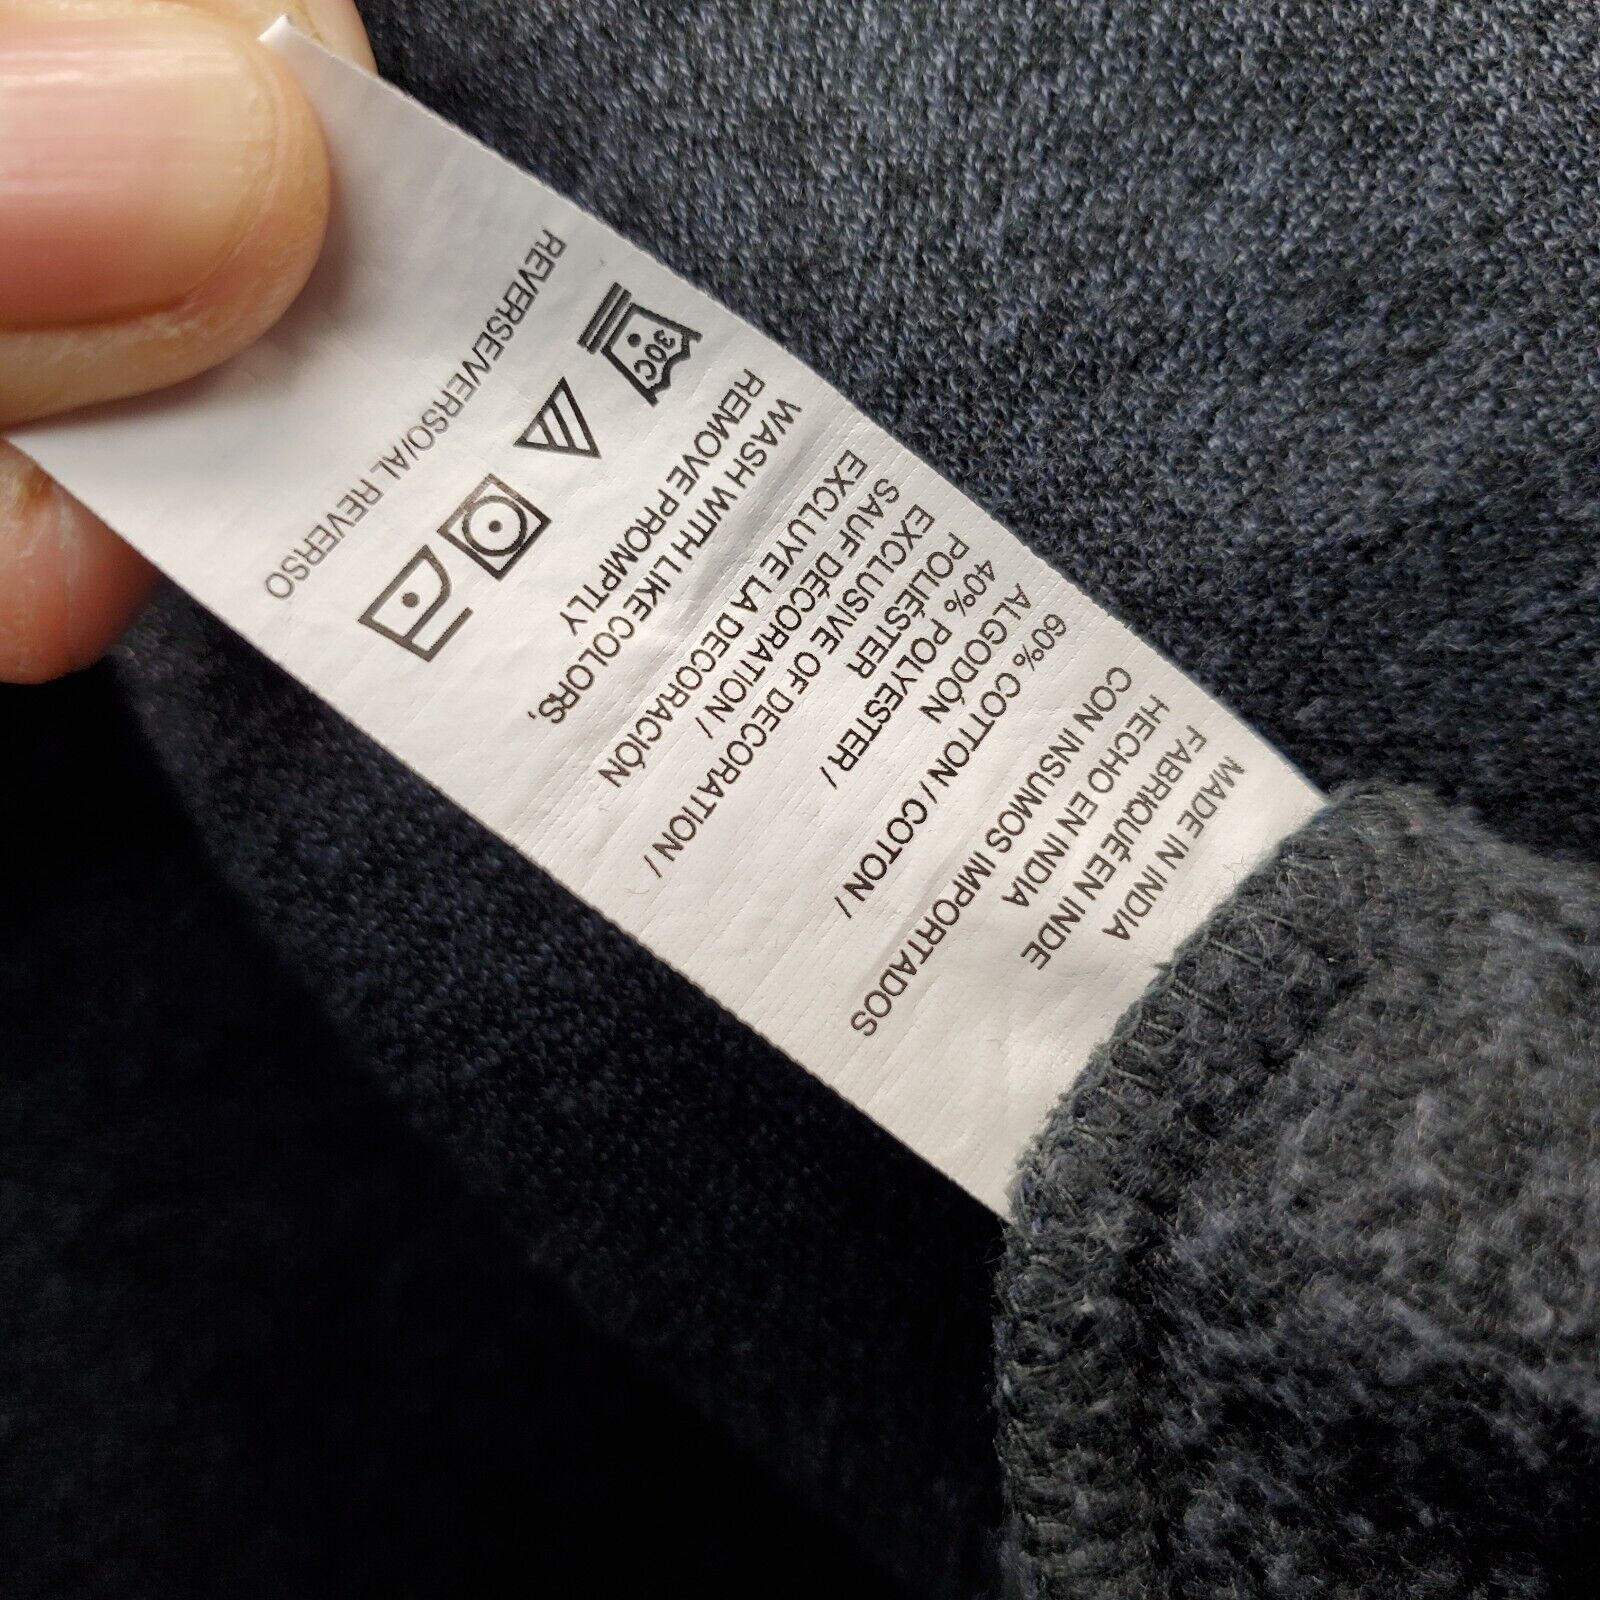 MADE IN INDIA
FABRIQUÉ EN INDE
HECHO EN INDIA
CON INSUMOS IMPORTADOS
60% COTTON / COTON /
ALGODÓN
40% POLYESTER /
POLIÉSTER
EXCLUSIVE OF DECORATION /
SAUF DÉCORATION /
EXCLUYE LA DECORACIÓN
WASH WITH LIKE COLORS,
REMOVE PROMPTLY
30C
REVERSE/VERSO/AL REVERSO